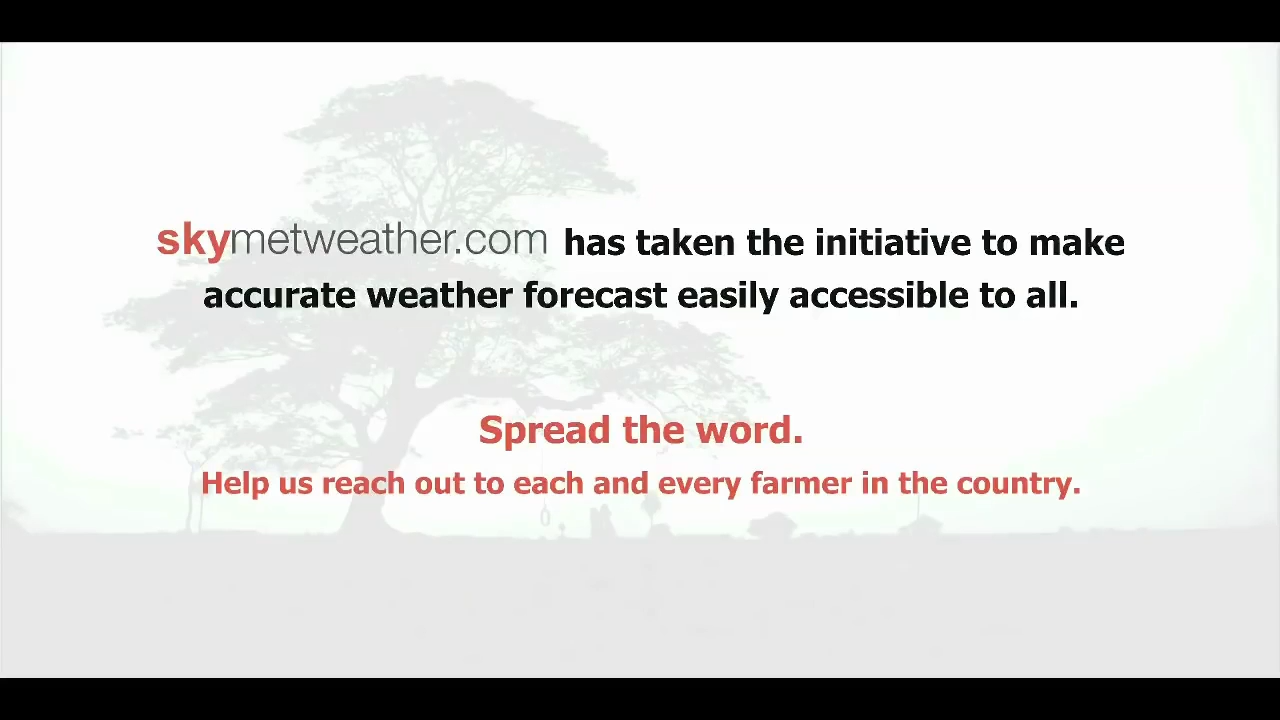 skymetweather.com has taken the initiative to make
accurate weather forecast easily accessible to all.
Spread the word.
Help us reach out to each and every farmer in the country.